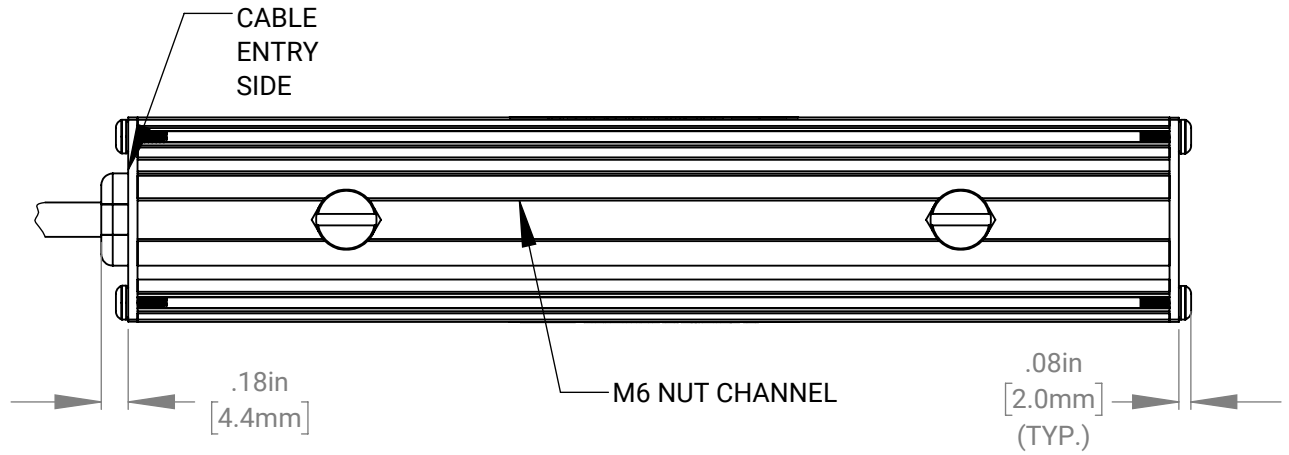 CABLE
ENTRY
SIDE
M6 NUT CHANNEL
.18in
[4.4mm]
.08in
[2.0mm]
(TYP.)